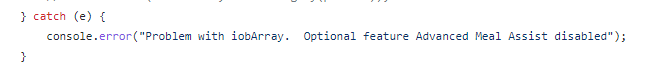 } catch (e) {
console.error("Problem with iobArray.  Optional feature Advanced Meal Assist disabled");
}